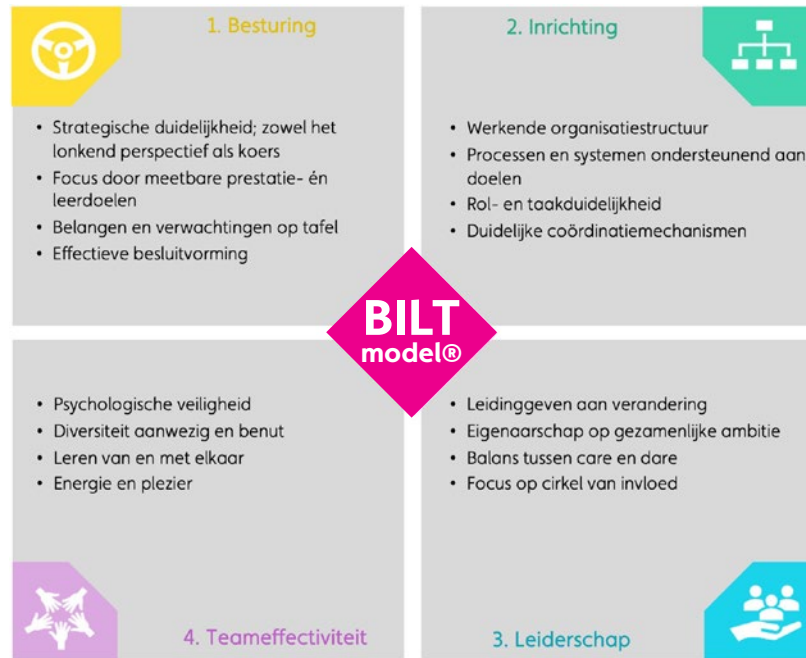 1. Besturing
• Strategische duidelijkheid; zowel het
lonkend perspectief als koers
• Focus door meetbare prestatie- én
leerdoelen
• Belangen en verwachtingen op tafel
• Effectieve besluitvorming
2. Inrichting
• Werkende organisatiestructuur
• Processen en systemen ondersteunend aan
doelen
• Rol- en taakduidelijkheid
• Duidelijke coördinatiemechanismen
BILT
model®
• Psychologische veiligheid
• Diversiteit aanwezig en benut
• Leren van en met elkaar
• Energie en plezier
4. Teameffectiviteit
• Leidinggeven aan verandering
• Eigenaarschap op gezamenlijke ambitie
• Balans tussen care en dare
• Focus op cirkel van invloed
3. Leiderschap